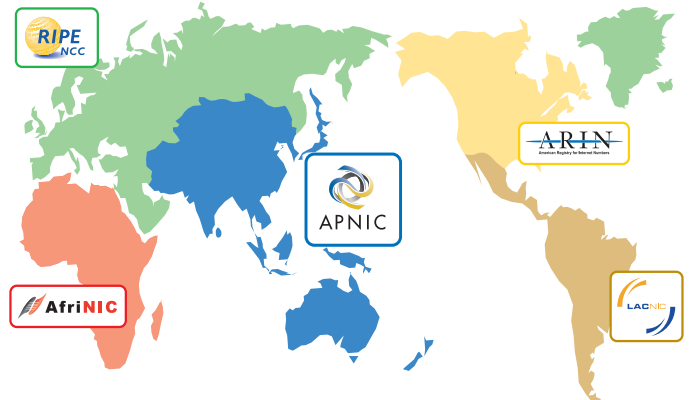 RIPE
NCC
ARIN
American Registry for Internet Numbers
APNIC
AfriNIC
LACNIC